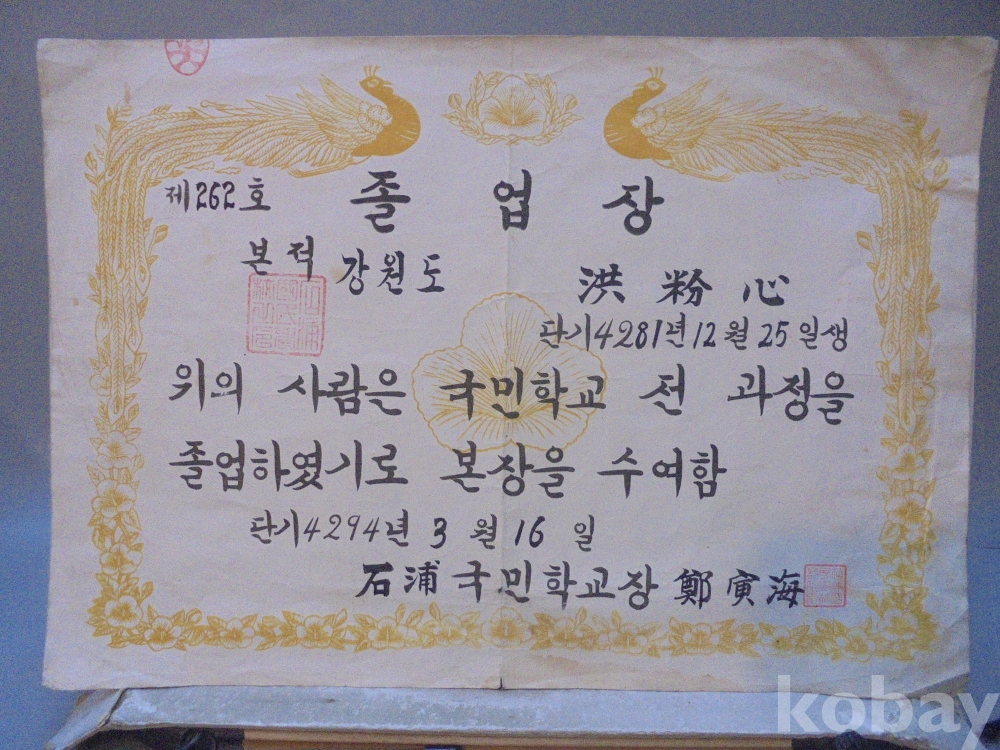 제262호 졸업장
본적 강원도
洪粉心
단기4281년12월25일생
위의 사람은 국민학교 전 과정을
졸업하였기로 본장을 수여함
단기4294년 3월 16일
石浦국민학교장 鄭寅海
kobay